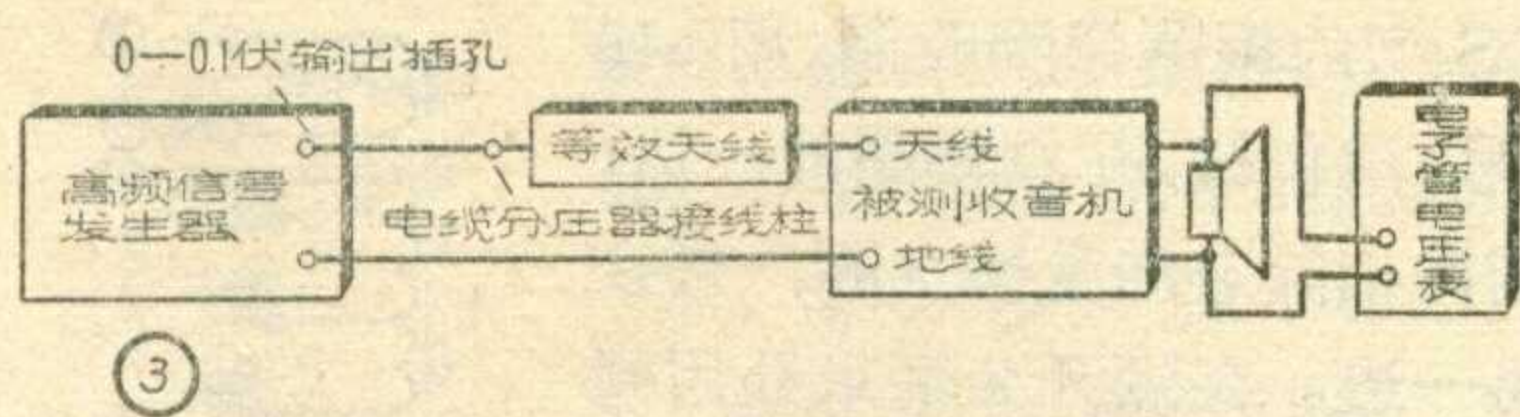 0—0.1伏输出插孔
高频信号
发生器
等效天线
电缆分压器接线柱
天线
被测收音机
地线
电子管电压表
3